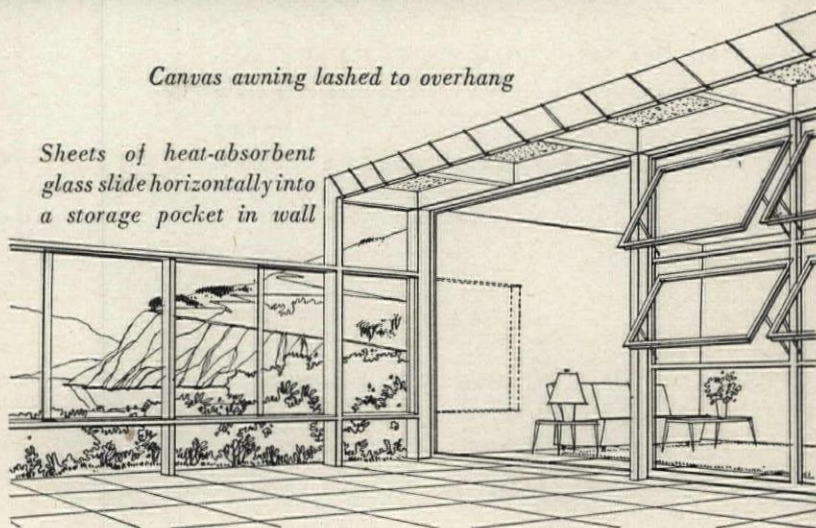 Canvas awning lashed to overhang
Sheets of heat-absorbent
glass slide horizontally into
a storage pocket in wall